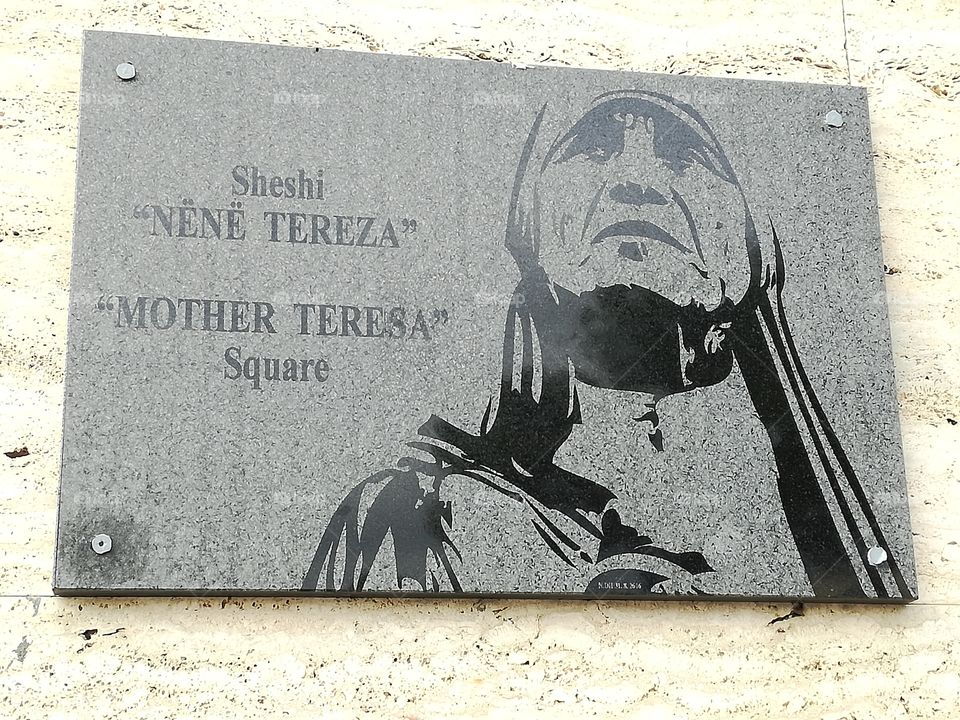 Sheshi
“NËNË TEREZA”
“MOTHER TERESA”
Square